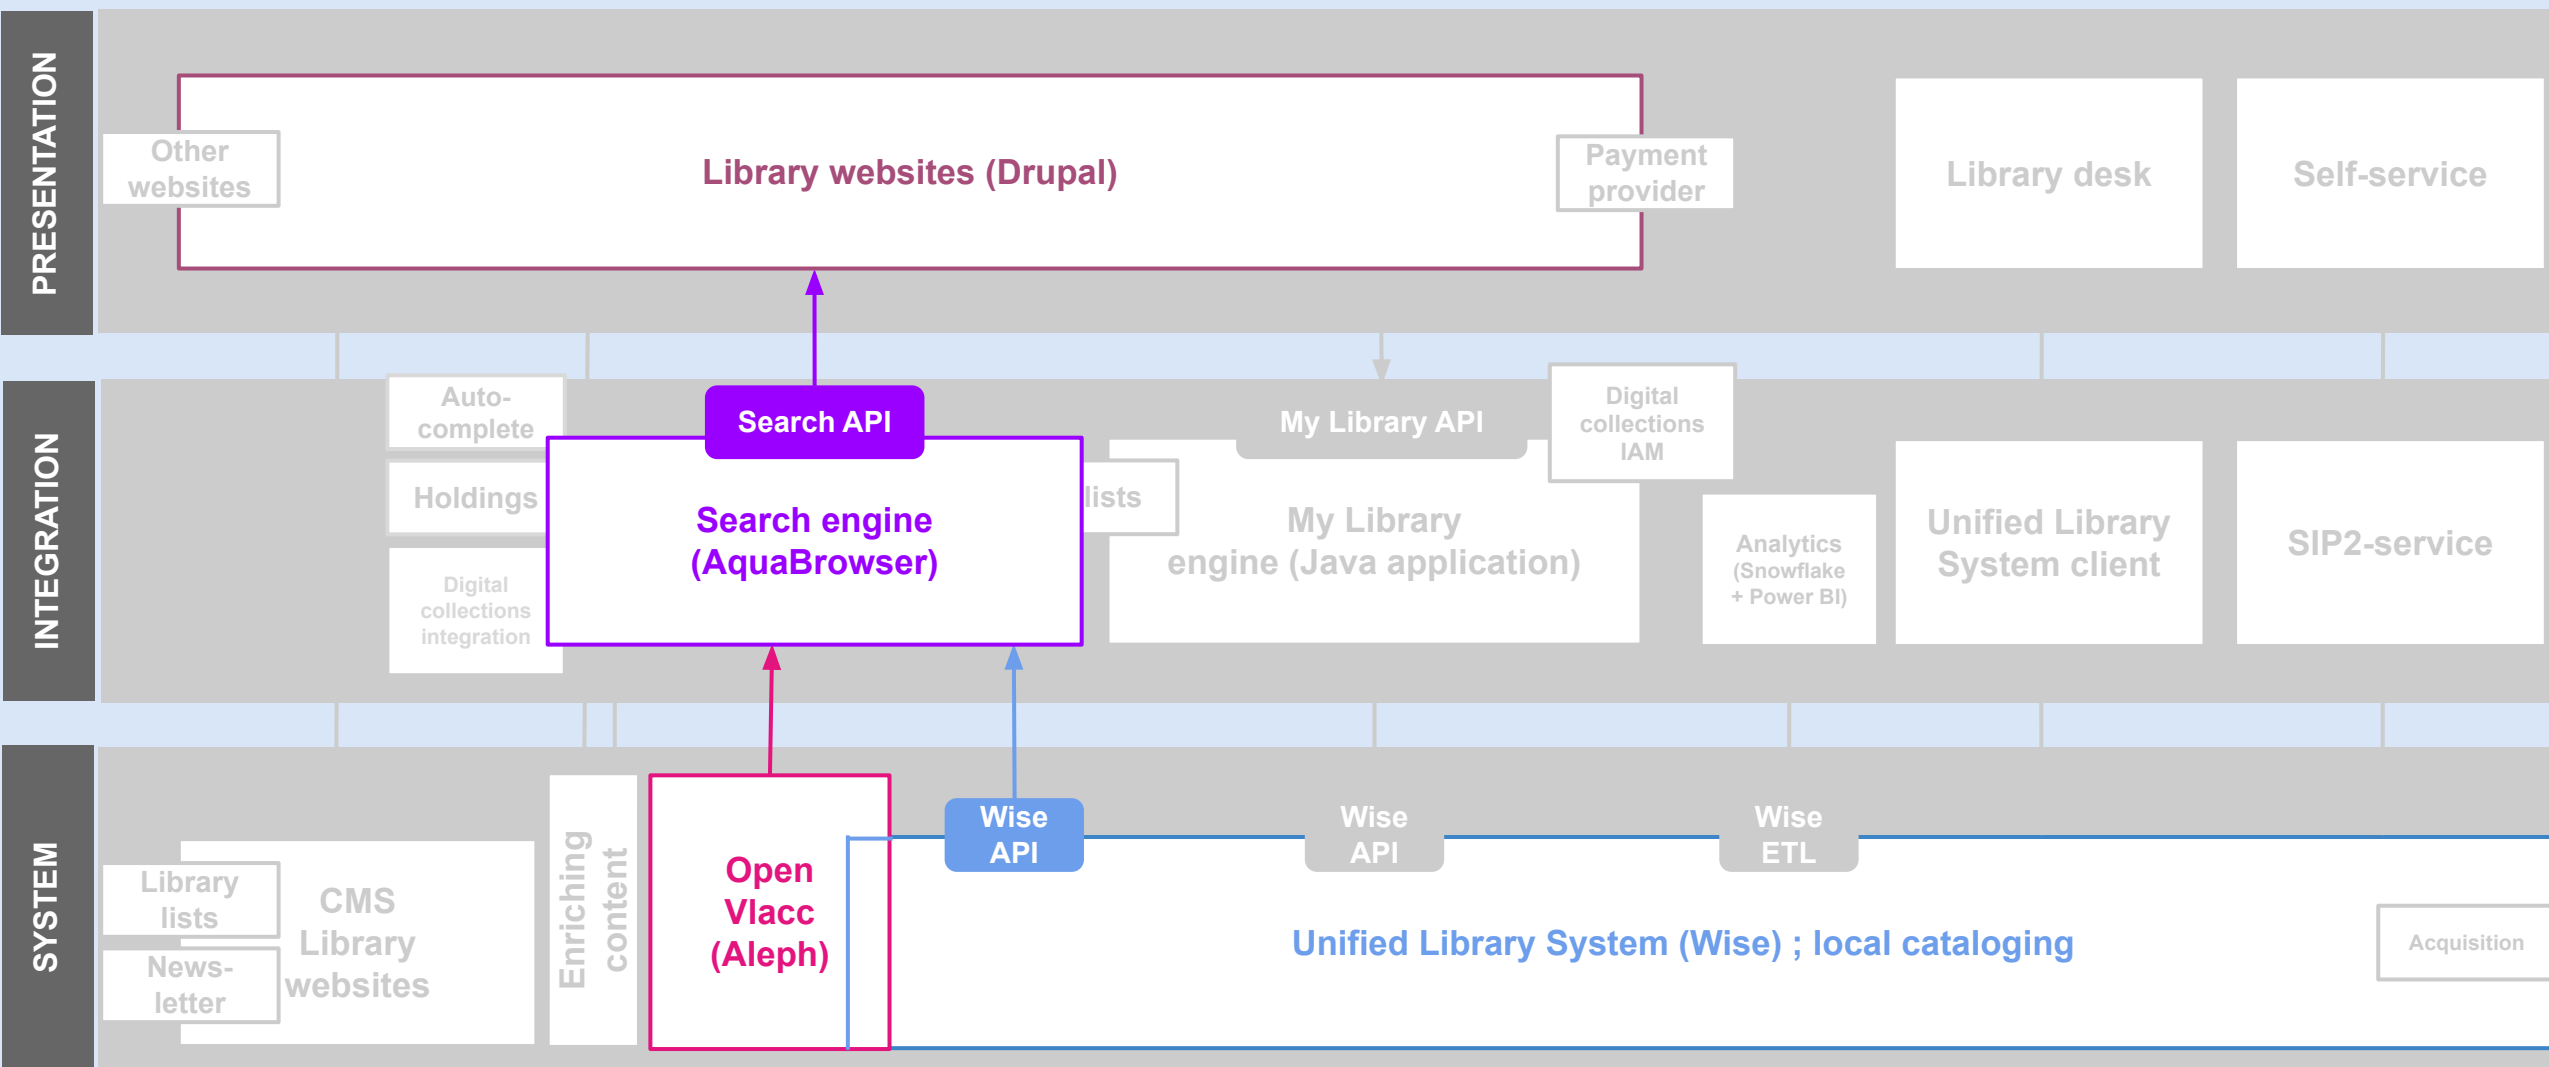 PRESENTATION
Other
websites
Library websites (Drupal)
Payment
provider
Library desk
Self-service
INTEGRATION
Auto-
complete
Holdings
Digital
collections
integration
Search API
Search engine
(AquaBrowser)
lists
My Library API
My Library
engine (Java application)
Digital
collections
IAM
Analytics
(Snowflake
+ Power BI)
Unified Library
System client
SIP2-service
SYSTEM
Library
lists
News-
letter
CMS
Library
websites
Enriching
content
Open
Vlacc
(Aleph)
Wise
API
Wise
API
Wise
ETL
Unified Library System (Wise) ; local cataloging
Acquisition